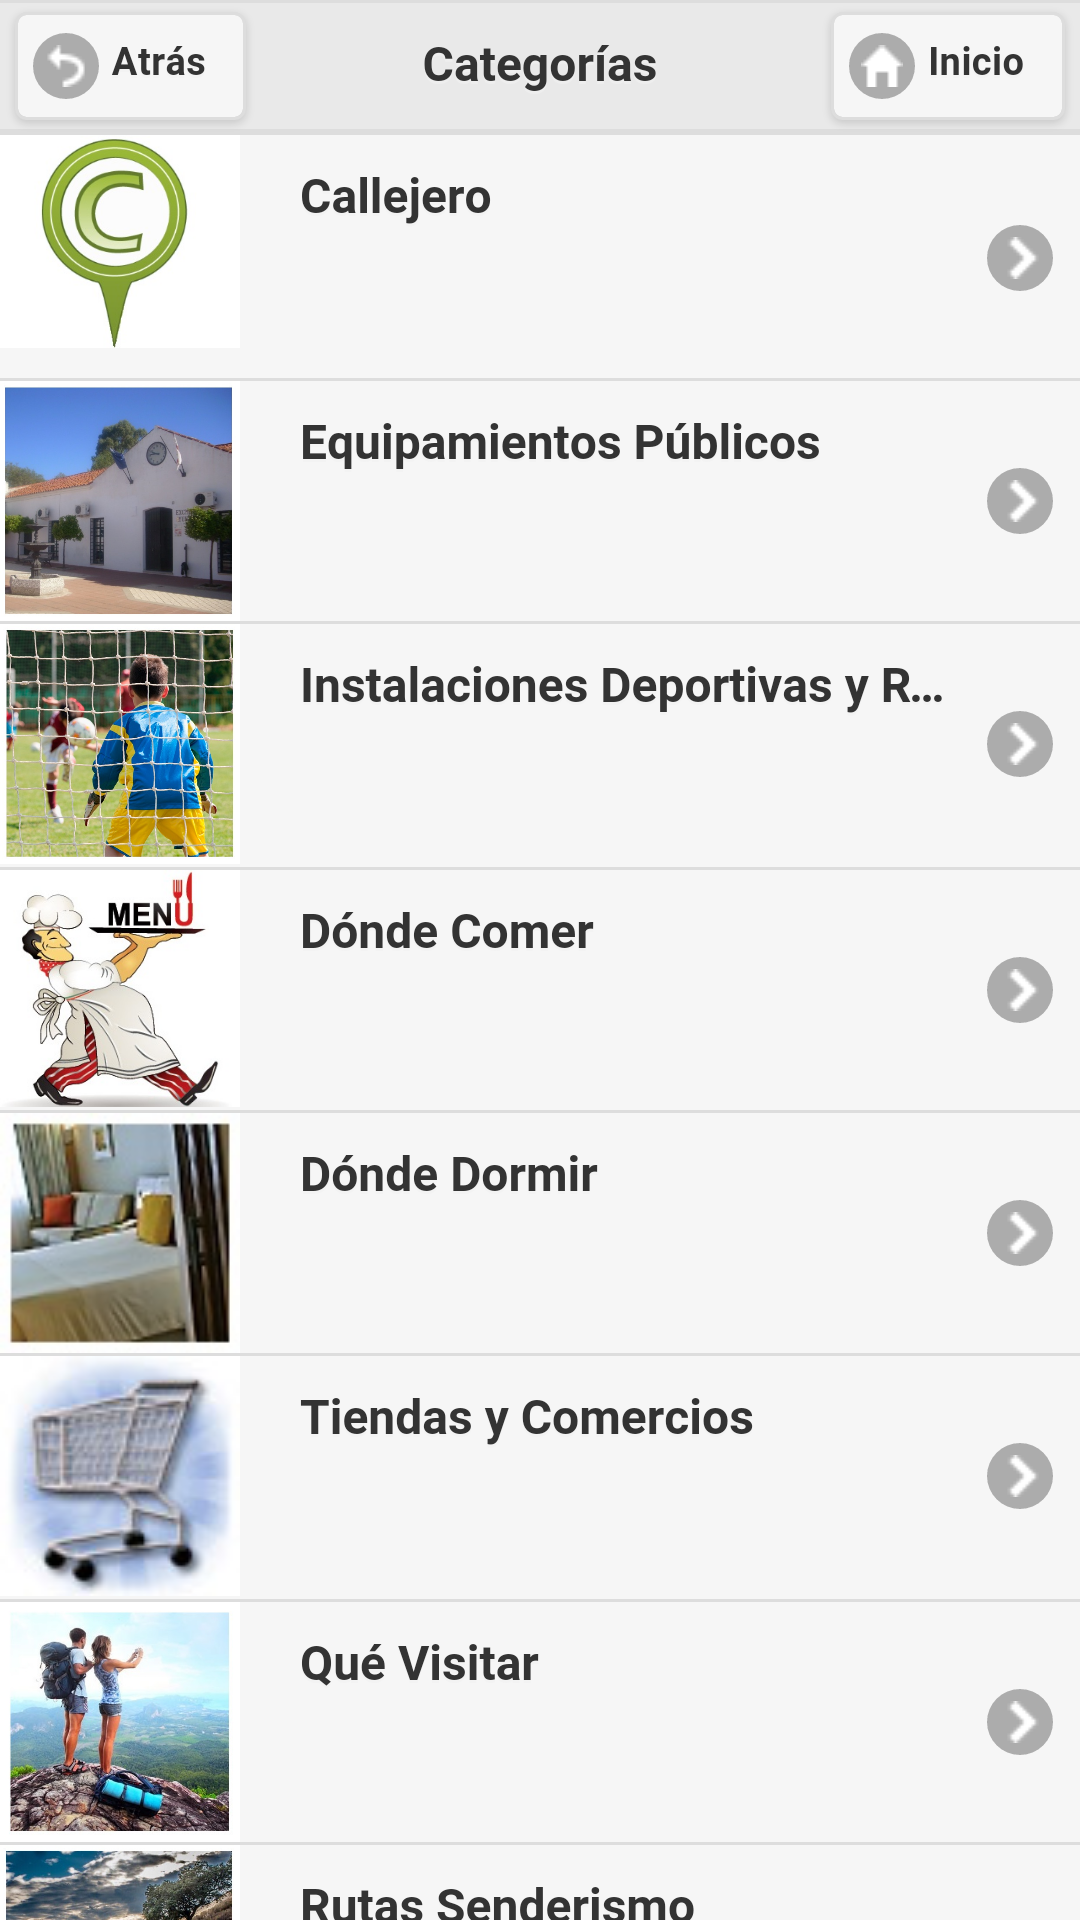 Atrás
Categorías
Inicio
C
Callejero
Equipamientos Públicos
Instalaciones Deportivas y R...
MENU
Dónde Comer
Dónde Dormir
Tiendas y Comercios
Qué Visitar
Rutas Senderismo